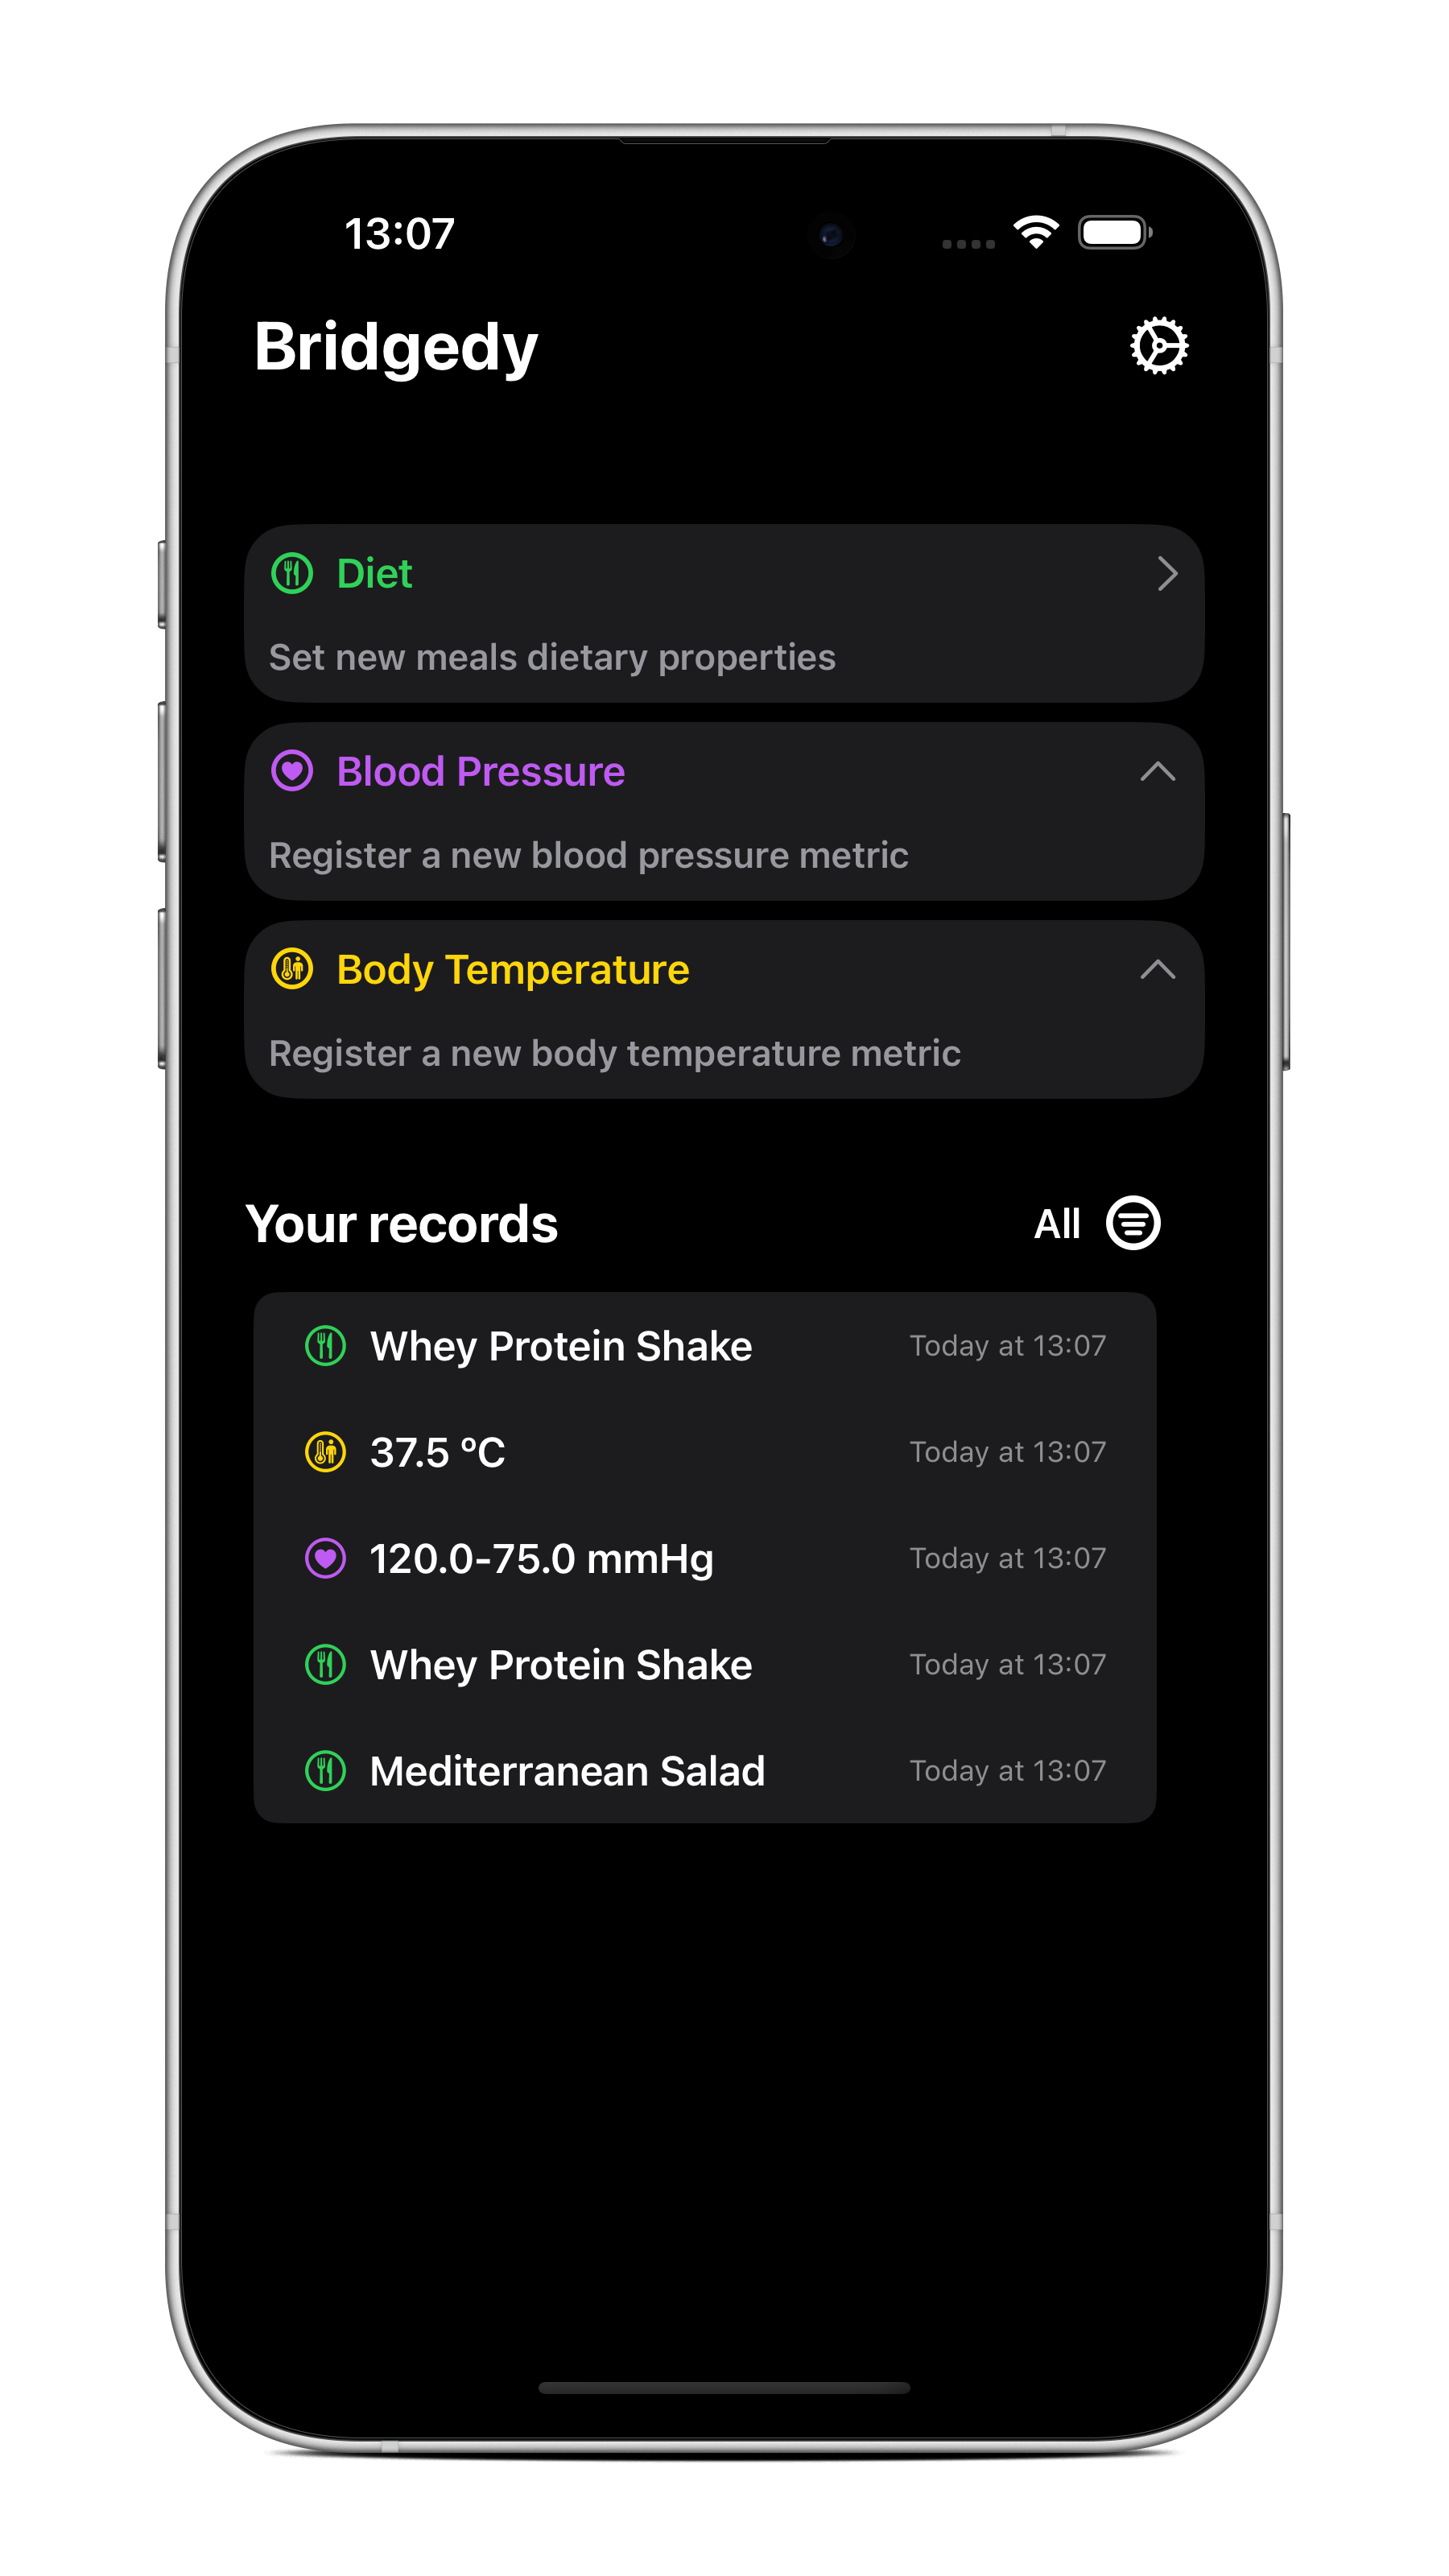 13:07
Bridgedy
Diet
Set new meals dietary properties
Blood Pressure
Register a new blood pressure metric
Body Temperature
Register a new body temperature metric
Your records All
Whey Protein Shake Today at 13:07
37.5 ºC Today at 13:07
120.0-75.0 mmHg Today at 13:07
Whey Protein Shake Today at 13:07
Mediterranean Salad Today at 13:07